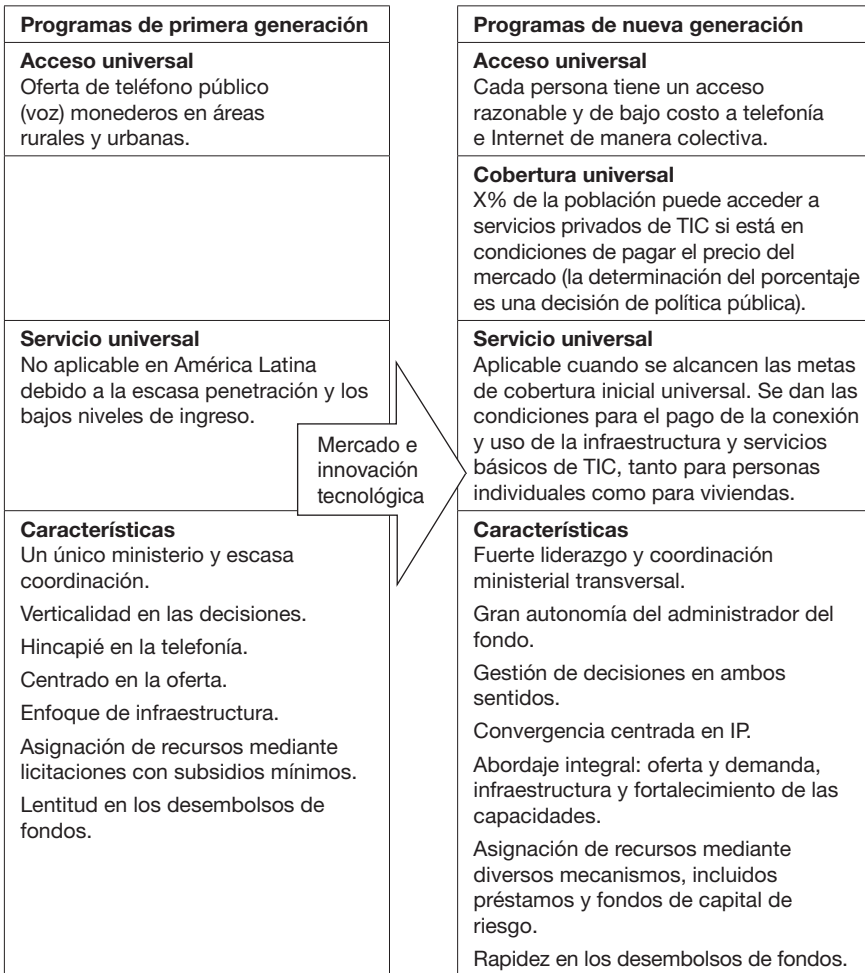 Programas de primera generación
Acceso universal
Oferta de teléfono público
(voz) monederos en áreas
rurales y urbanas.
Servicio universal
No aplicable en América Latina
debido a la escasa penetración y los
bajos niveles de ingreso.
Características
Un único ministerio y escasa
coordinación.
Verticalidad en las decisiones.
Hincapié en la telefonía.
Centrado en la oferta.
Enfoque de infraestructura.
Asignación de recursos mediante
licitaciones con subsidios mínimos.
Lentitud en los desembolsos de
fondos.
Mercado e
innovación
tecnológica
Programas de nueva generación
Acceso universal
Cada persona tiene un acceso
razonable y de bajo costo a telefonía
e Internet de manera colectiva.
Cobertura universal
X% de la población puede acceder a
servicios privados de TIC si está en
condiciones de pagar el precio del
mercado (la determinación del porcentaje
es una decisión de política pública).
Servicio universal
Aplicable cuando se alcancen las metas
de cobertura inicial universal. Se dan las
condiciones para el pago de la conexión
y uso de la infraestructura y servicios
básicos de TIC, tanto para personas
individuales como para viviendas.
Características
Fuerte liderazgo y coordinación
ministerial transversal.
Gran autonomía del administrador del
fondo.
Gestión de decisiones en ambos
sentidos.
Convergencia centrada en IP.
Abordaje integral: oferta y demanda,
infraestructura y fortalecimiento de las
capacidades.
Asignación de recursos mediante
diversos mecanismos, incluidos
préstamos y fondos de capital de
riesgo.
Rapidez en los desembolsos de fondos.